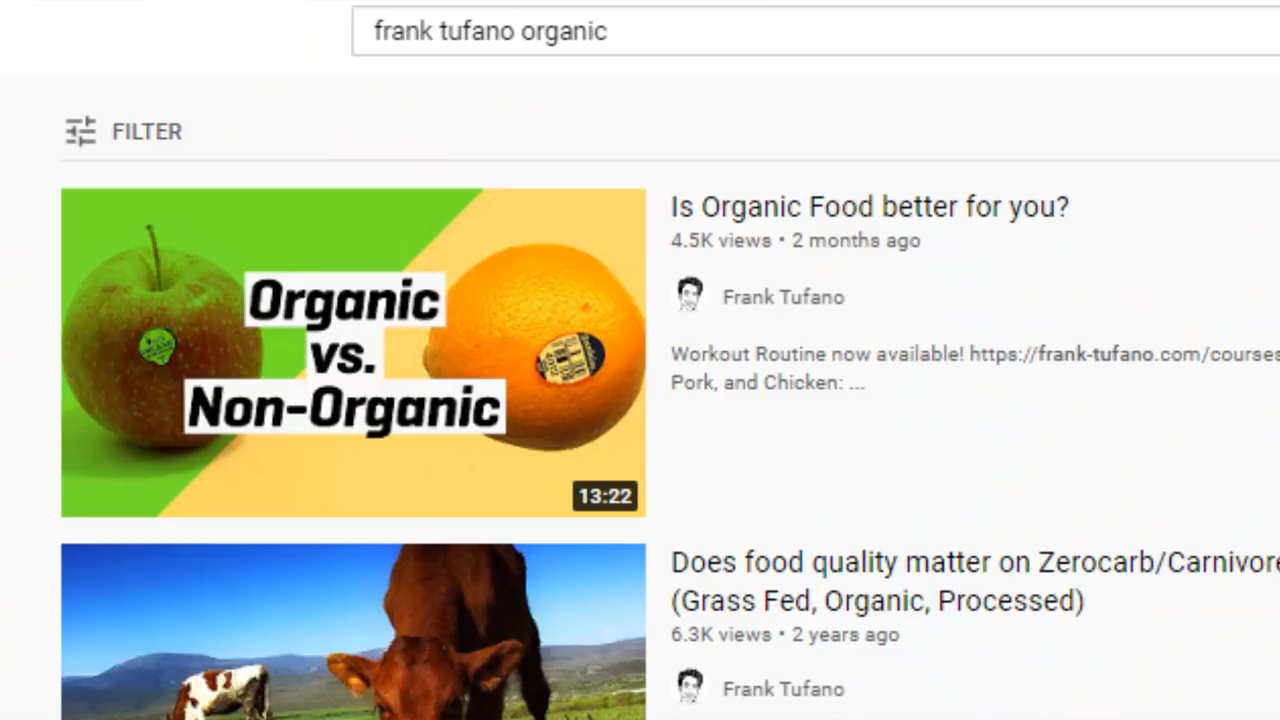 frank tufano organic
FILTER
Organic
vs.
Non-Organic
13:22
Is Organic Food better for you?
4.5K views • 2 months ago
Frank Tufano
Workout Routine now available! https://frank-tufano.com/courses
Pork, and Chicken: ...
Does food quality matter on Zerocarb/Carnivore
(Grass Fed, Organic, Processed)
6.3K views • 2 years ago
Frank Tufano